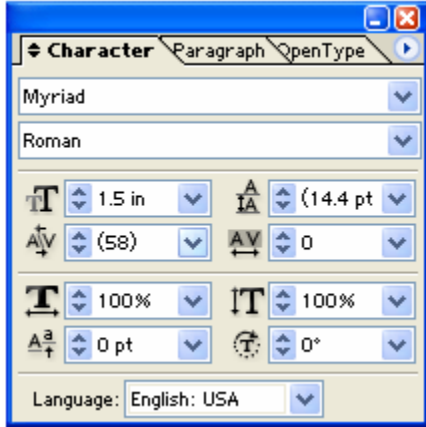 Character Paragraph OpenType
Myriad
Roman
1.5 in (14.4 pt
(58) 0
100% 100%
0 pt 0°
Language: English: USA